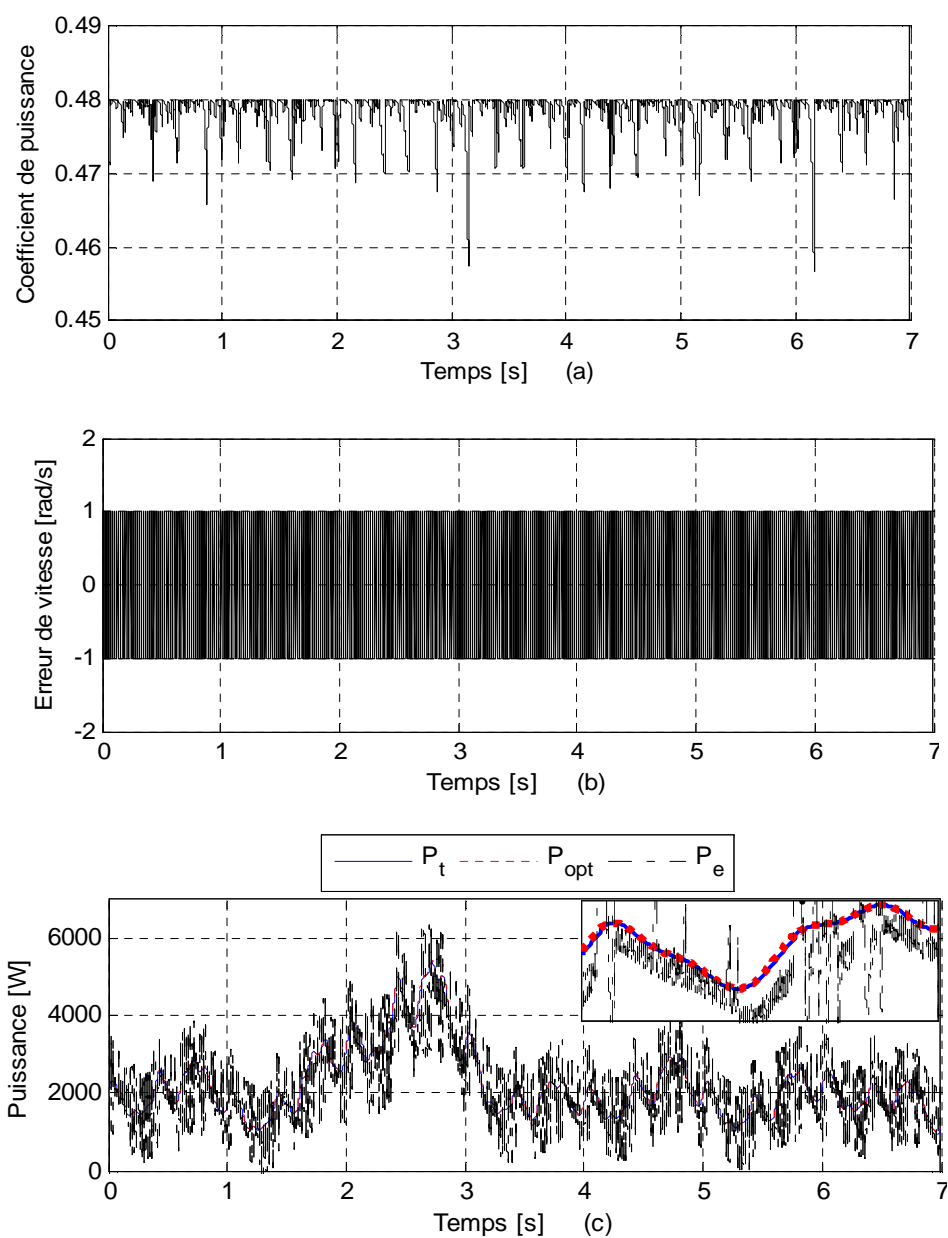 0.49
0.48
0.47
0.46
0.45
Coefficient de puissance
0 1 2 3 4 5 6 7
Temps [s] (a)
2
1
0
-1
-2
Erreur de vitesse [rad/s]
0 1 2 3 4 5 6 7
Temps [s] (b)
P_t P_opt P_e
6000
4000
2000
0
Puissance [W]
0 1 2 3 4 5 6 7
Temps [s] (c)